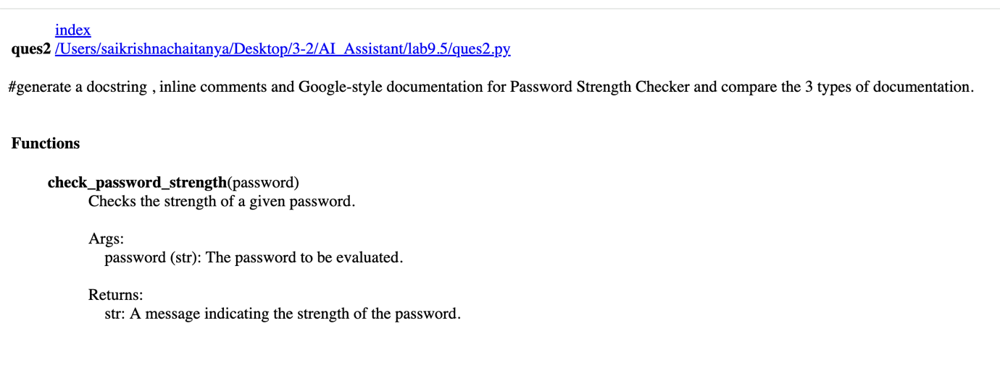 index
ques2 /Users/saikrishnachaitanya/Desktop/3-2/AI_Assistant/lab9.5/ques2.py
#generate a docstring , inline comments and Google-style documentation for Password Strength Checker and compare the 3 types of documentation.
Functions
check_password_strength(password)
Checks the strength of a given password.
Args:
password (str): The password to be evaluated.
Returns:
str: A message indicating the strength of the password.